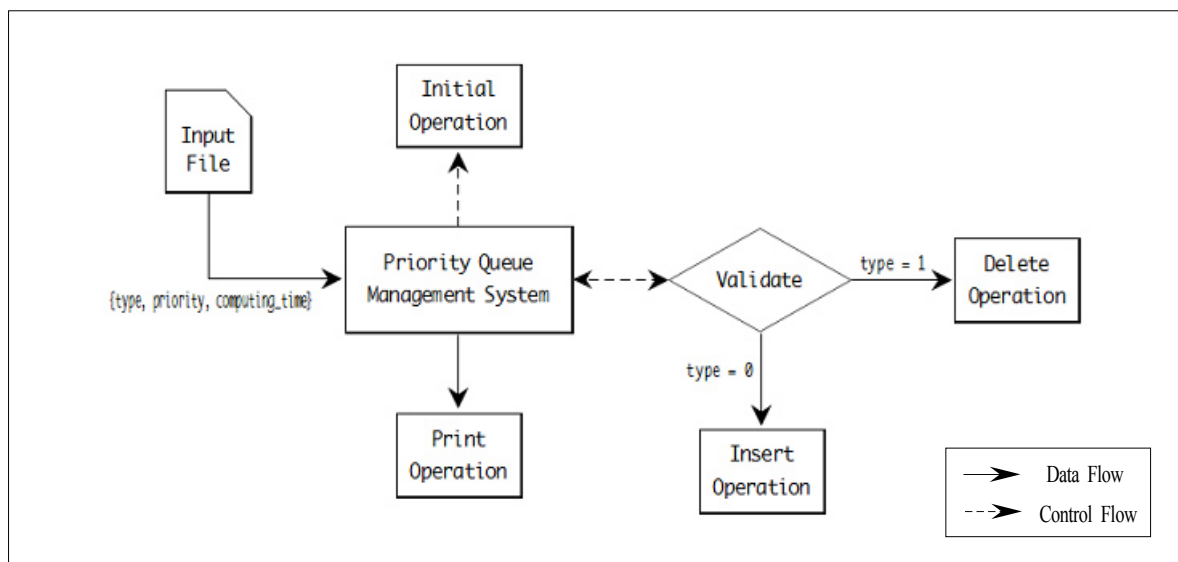 Initial
Operation
Input
File
Priority Queue
Management System
{type, priority, computing_time}
Validate
type = 1
Delete
Operation
type = 0
Print
Operation
Insert
Operation
Data Flow
Control Flow